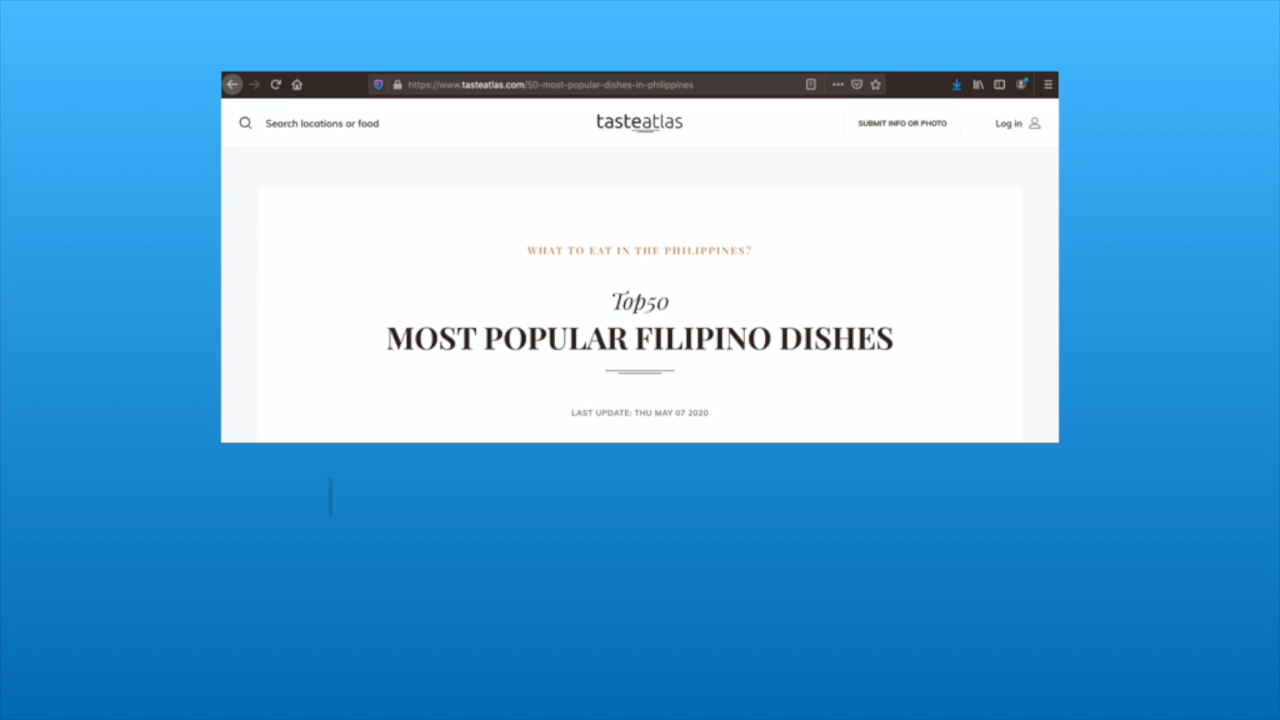 https://www.tasteatlas.com/50-most-popular-dishes-in-philippines
Search locations or food
tasteatlas
SUBMIT INFO OR PHOTO
Log in
WHAT TO EAT IN THE PHILIPPINES?
Top50
MOST POPULAR FILIPINO DISHES
LAST UPDATE: THU MAY 07 2020